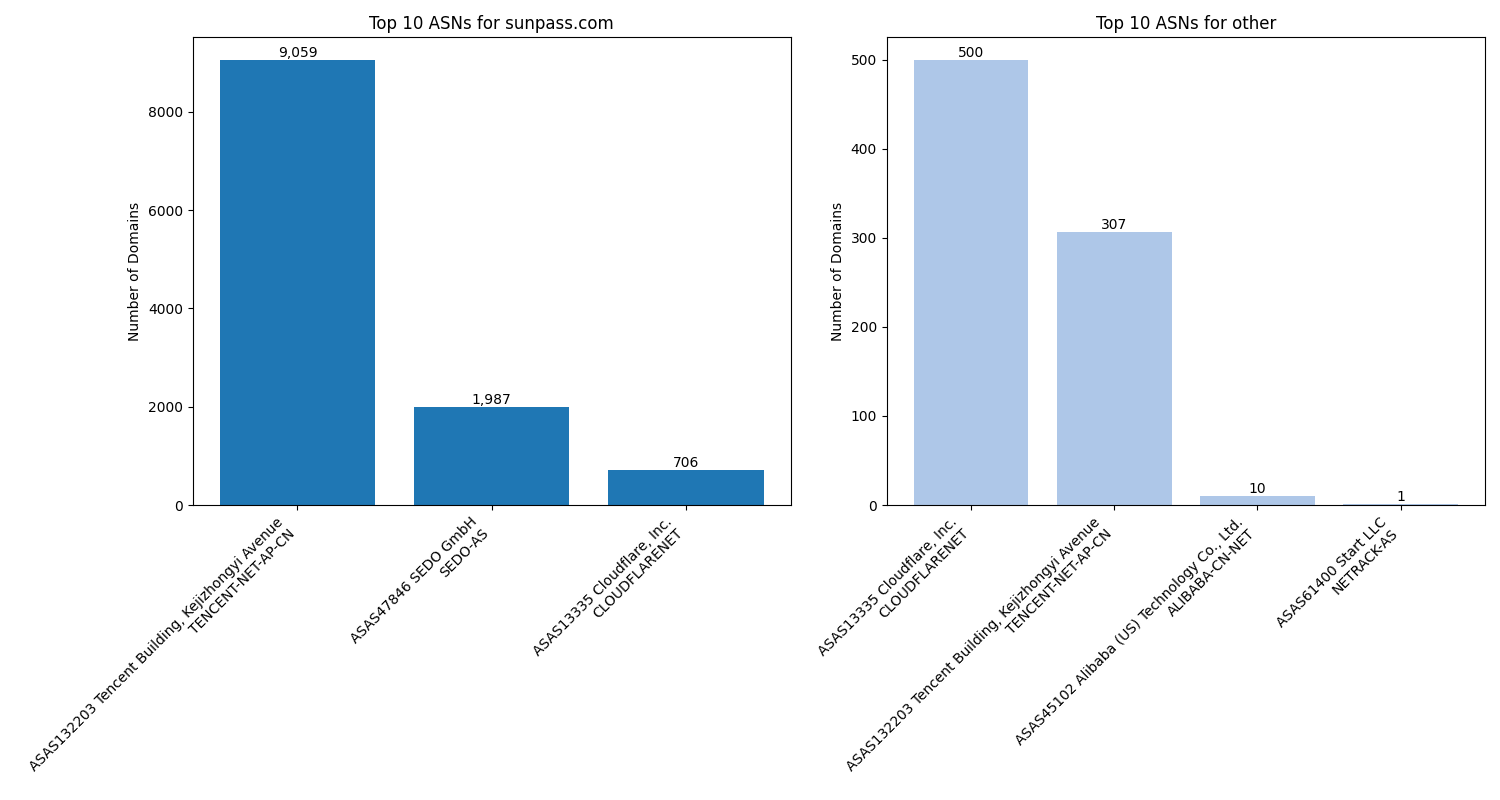 Top 10 ASNs for sunpass.com
Number of Domains
8000
6000
4000
2000
0
9,059
1,987
706
ASAS132203 Tencent Building, Kejizhongyi Avenue
TENCENT-NET-AP-CN
ASAS47846 SEDO GmbH
SEDO-AS
ASAS13335 Cloudflare, Inc.
CLOUDFLARENET
Top 10 ASNs for other
Number of Domains
500
400
300
200
100
0
500
307
10
1
ASAS13335 Cloudflare, Inc.
CLOUDFLARENET
ASAS132203 Tencent Building, Kejizhongyi Avenue
TENCENT-NET-AP-CN
ASAS45102 Alibaba (US) Technology Co., Ltd.
ALIBABA-CN-NET
ASAS61400 Start LLC
NETRACK-AS